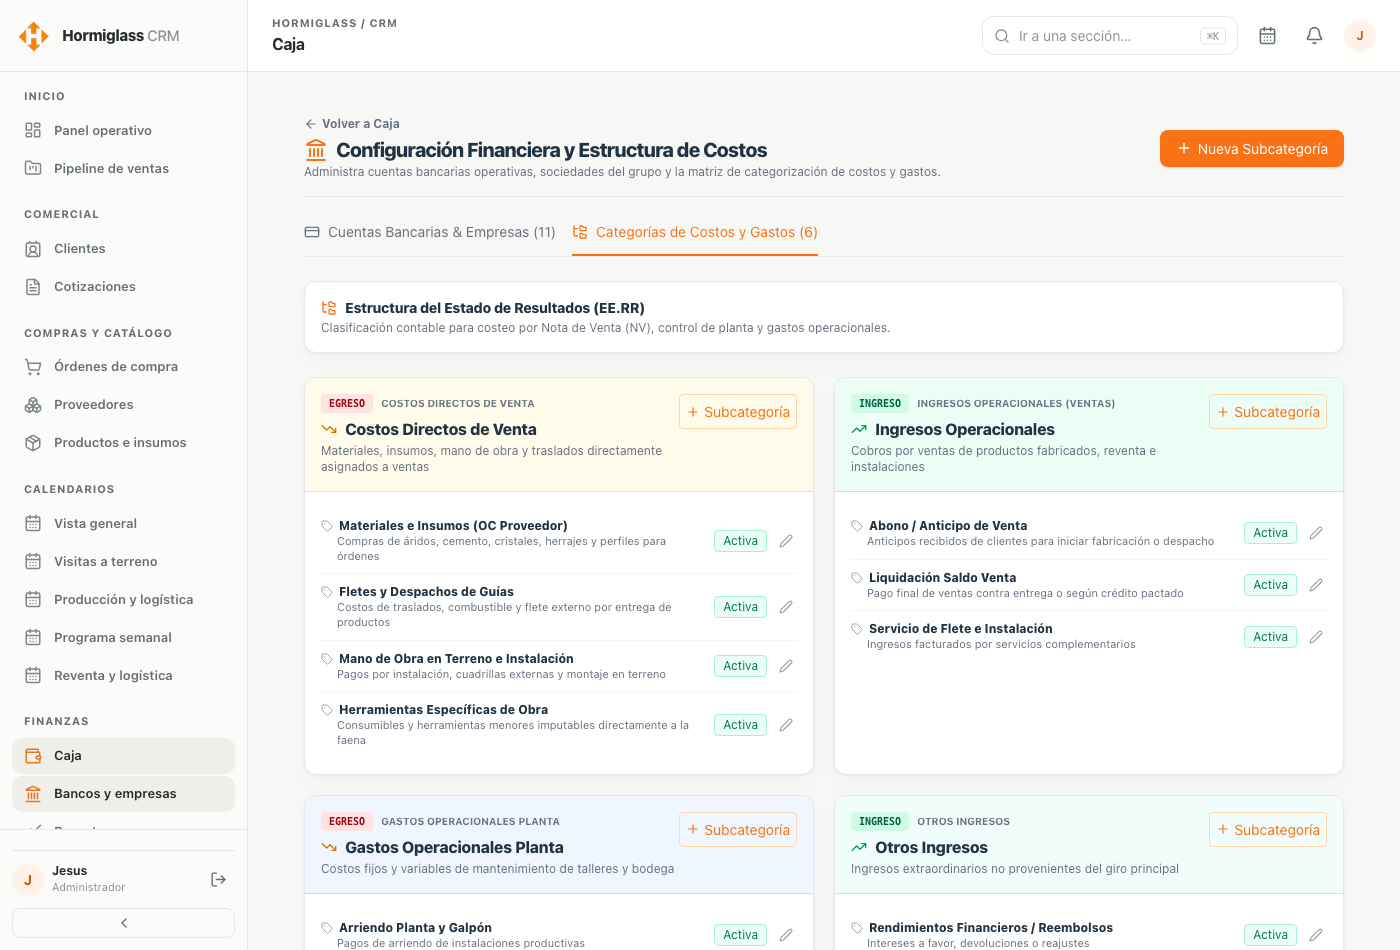 Hormiglass CRM
INICIO
Panel operativo
Pipeline de ventas
COMERCIAL
Clientes
Cotizaciones
COMPRAS Y CATÁLOGO
Órdenes de compra
Proveedores
Productos e insumos
CALENDARIOS
Vista general
Visitas a terreno
Producción y logística
Programa semanal
Reventa y logística
FINANZAS
Caja
Bancos y empresas
J
Jesus
Administrador
HORMIGLASS / CRM
Caja
Ir a una sección...
⌘K
J
Volver a Caja
Configuración Financiera y Estructura de Costos
Administra cuentas bancarias operativas, sociedades del grupo y la matriz de categorización de costos y gastos.
+ Nueva Subcategoría
Cuentas Bancarias & Empresas (11)
Categorías de Costos y Gastos (6)
Estructura del Estado de Resultados (EE.RR)
Clasificación contable para costeo por Nota de Venta (NV), control de planta y gastos operacionales.
EGRESO COSTOS DIRECTOS DE VENTA
+ Subcategoría
Costos Directos de Venta
Materiales, insumos, mano de obra y traslados directamente
asignados a ventas
Materiales e Insumos (OC Proveedor)
Compras de áridos, cemento, cristales, herrajes y perfiles para
órdenes
Activa
Fletes y Despachos de Guías
Costos de traslados, combustible y flete externo por entrega de
productos
Activa
Mano de Obra en Terreno e Instalación
Pagos por instalación, cuadrillas externas y montaje en terreno
Activa
Herramientas Específicas de Obra
Consumibles y herramientas menores imputables directamente a la
faena
Activa
INGRESO INGRESOS OPERACIONALES (VENTAS)
+ Subcategoría
Ingresos Operacionales
Cobros por ventas de productos fabricados, reventa e
instalaciones
Abono / Anticipo de Venta
Anticipos recibidos de clientes para iniciar fabricación o despacho
Activa
Liquidación Saldo Venta
Pago final de ventas contra entrega o según crédito pactado
Activa
Servicio de Flete e Instalación
Ingresos facturados por servicios complementarios
Activa
EGRESO GASTOS OPERACIONALES PLANTA
+ Subcategoría
Gastos Operacionales Planta
Costos fijos y variables de mantenimiento de talleres y bodega
Arriendo Planta y Galpón
Pagos de arriendo de instalaciones productivas
Activa
INGRESO OTROS INGRESOS
+ Subcategoría
Otros Ingresos
Ingresos extraordinarios no provenientes del giro principal
Rendimientos Financieros / Reembolsos
Intereses a favor, devoluciones o reajustes
Activa